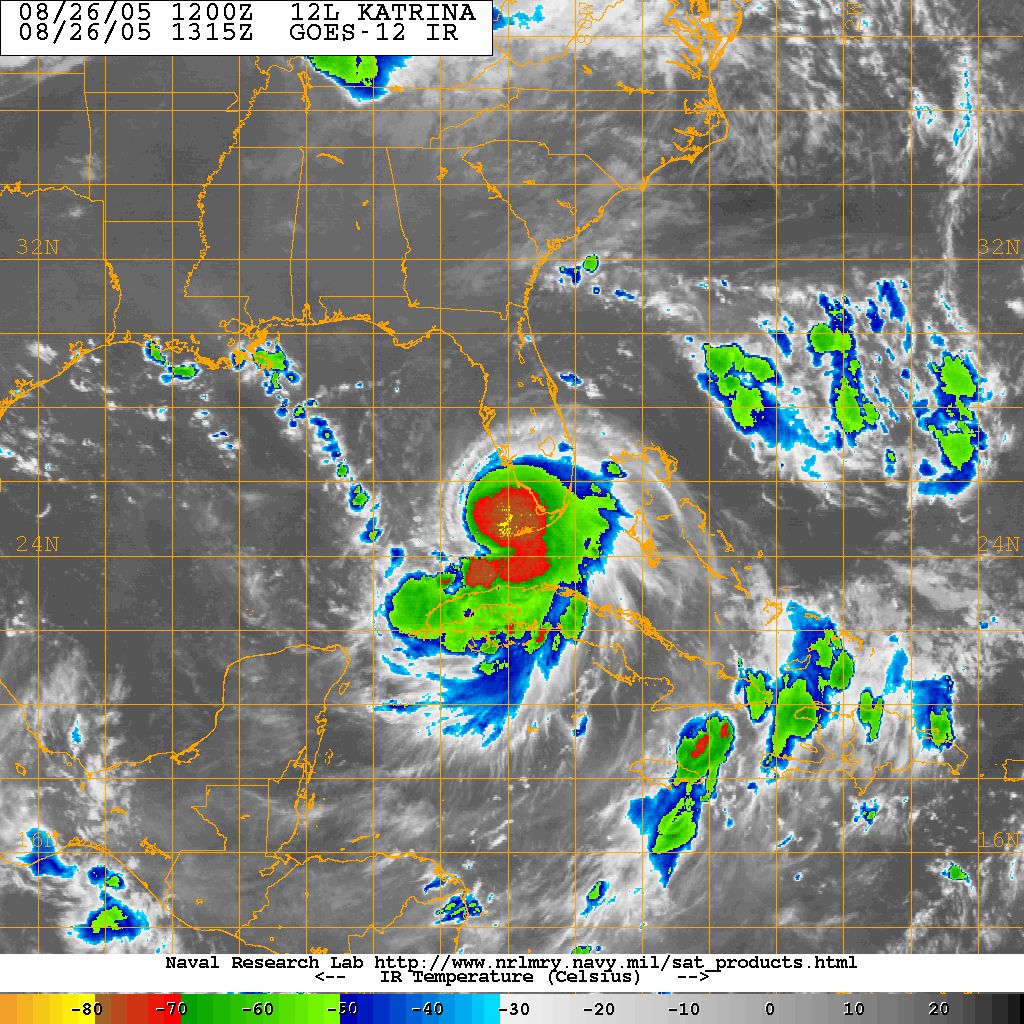 08/26/05 1200Z 12L KATRINA
08/26/05 1315Z GOES-12 IR
32N 32N
24N 24N
16N 16N
Naval Research Lab http://www.nrlmry.navy.mil/sat_products.html
<-- IR Temperature (Celsius) -->
-80 -70 -60 -50 -40 -30 -20 -10 0 10 20